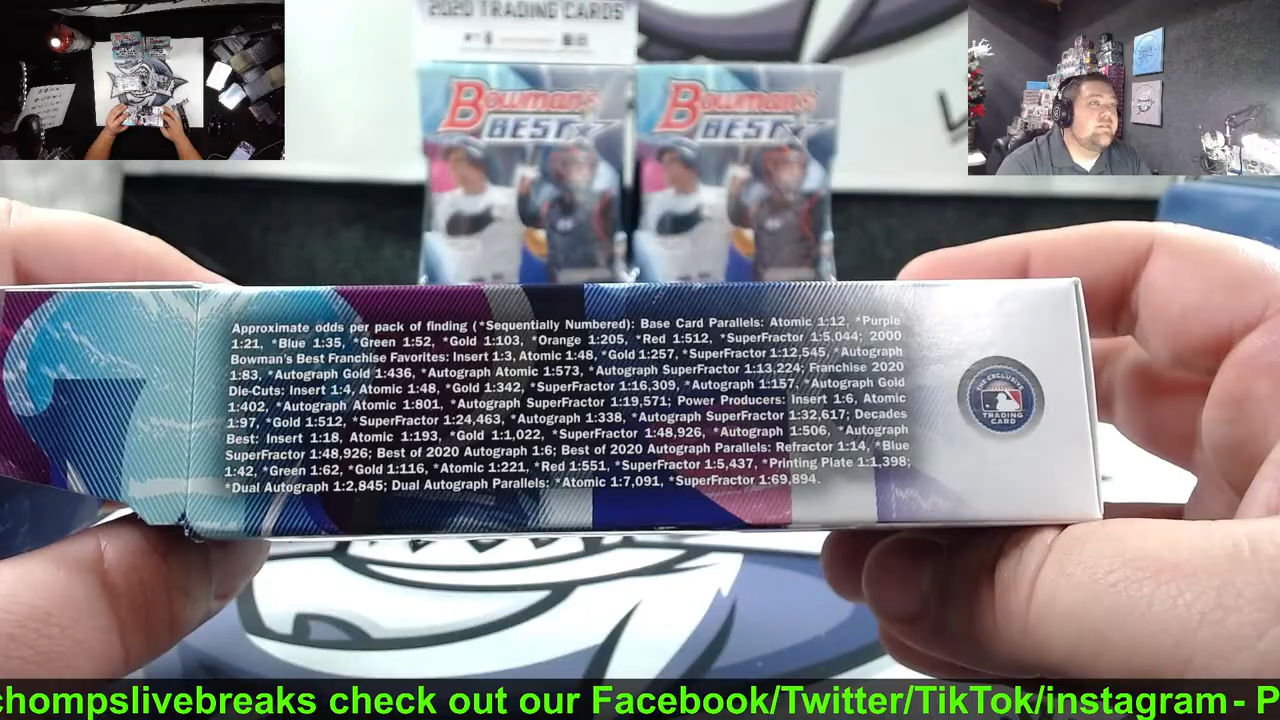 2020 TRADING CARDS
BOWMAN'S BEST
BOWMAN'S BEST
Approximate odds per pack of finding (*Sequentially Numbered): Base Card Parallels: Atomic 1:12, *Purple
1:21, *Blue 1:35, *Green 1:52, *Gold 1:103, *Orange 1:205, *Red 1:512, *SuperFractor 1:5,044; 2000
Bowman's Best Franchise Favorites: Insert 1:3, Atomic 1:48, *Gold 1:257, *SuperFractor 1:12,545, *Autograph
1:83, *Autograph Gold 1:436, *Autograph Atomic 1:573, *Autograph SuperFractor 1:13,224; Franchise 2020
Die-Cuts: Insert 1:4, Atomic 1:48, *Gold 1:342, *SuperFractor 1:16,309, *Autograph 1:157, *Autograph Gold
1:402, *Autograph Atomic 1:801, *Autograph SuperFractor 1:19,571; Power Producers: Insert 1:6, Atomic
1:97, *Gold 1:512, *SuperFractor 1:24,463, *Autograph 1:338, *Autograph SuperFractor 1:32,617; Decades
Best: Insert 1:18, Atomic 1:193, *Gold 1:1,022, *SuperFractor 1:48,926, *Autograph 1:506, *Autograph
SuperFractor 1:48,926; Best of 2020 Autograph 1:6; Best of 2020 Autograph Parallels: Refractor 1:14, *Blue
1:42, *Green 1:62, *Gold 1:116, *Atomic 1:221, *Red 1:551, *SuperFractor 1:5,437, *Printing Plate 1:1,398;
*Dual Autograph 1:2,845; Dual Autograph Parallels: *Atomic 1:7,091, *SuperFractor 1:69,894.
THE EXCLUSIVE
TRADING
CARD
chompslivebreaks check out our Facebook/Twitter/TikTok/instagram - P